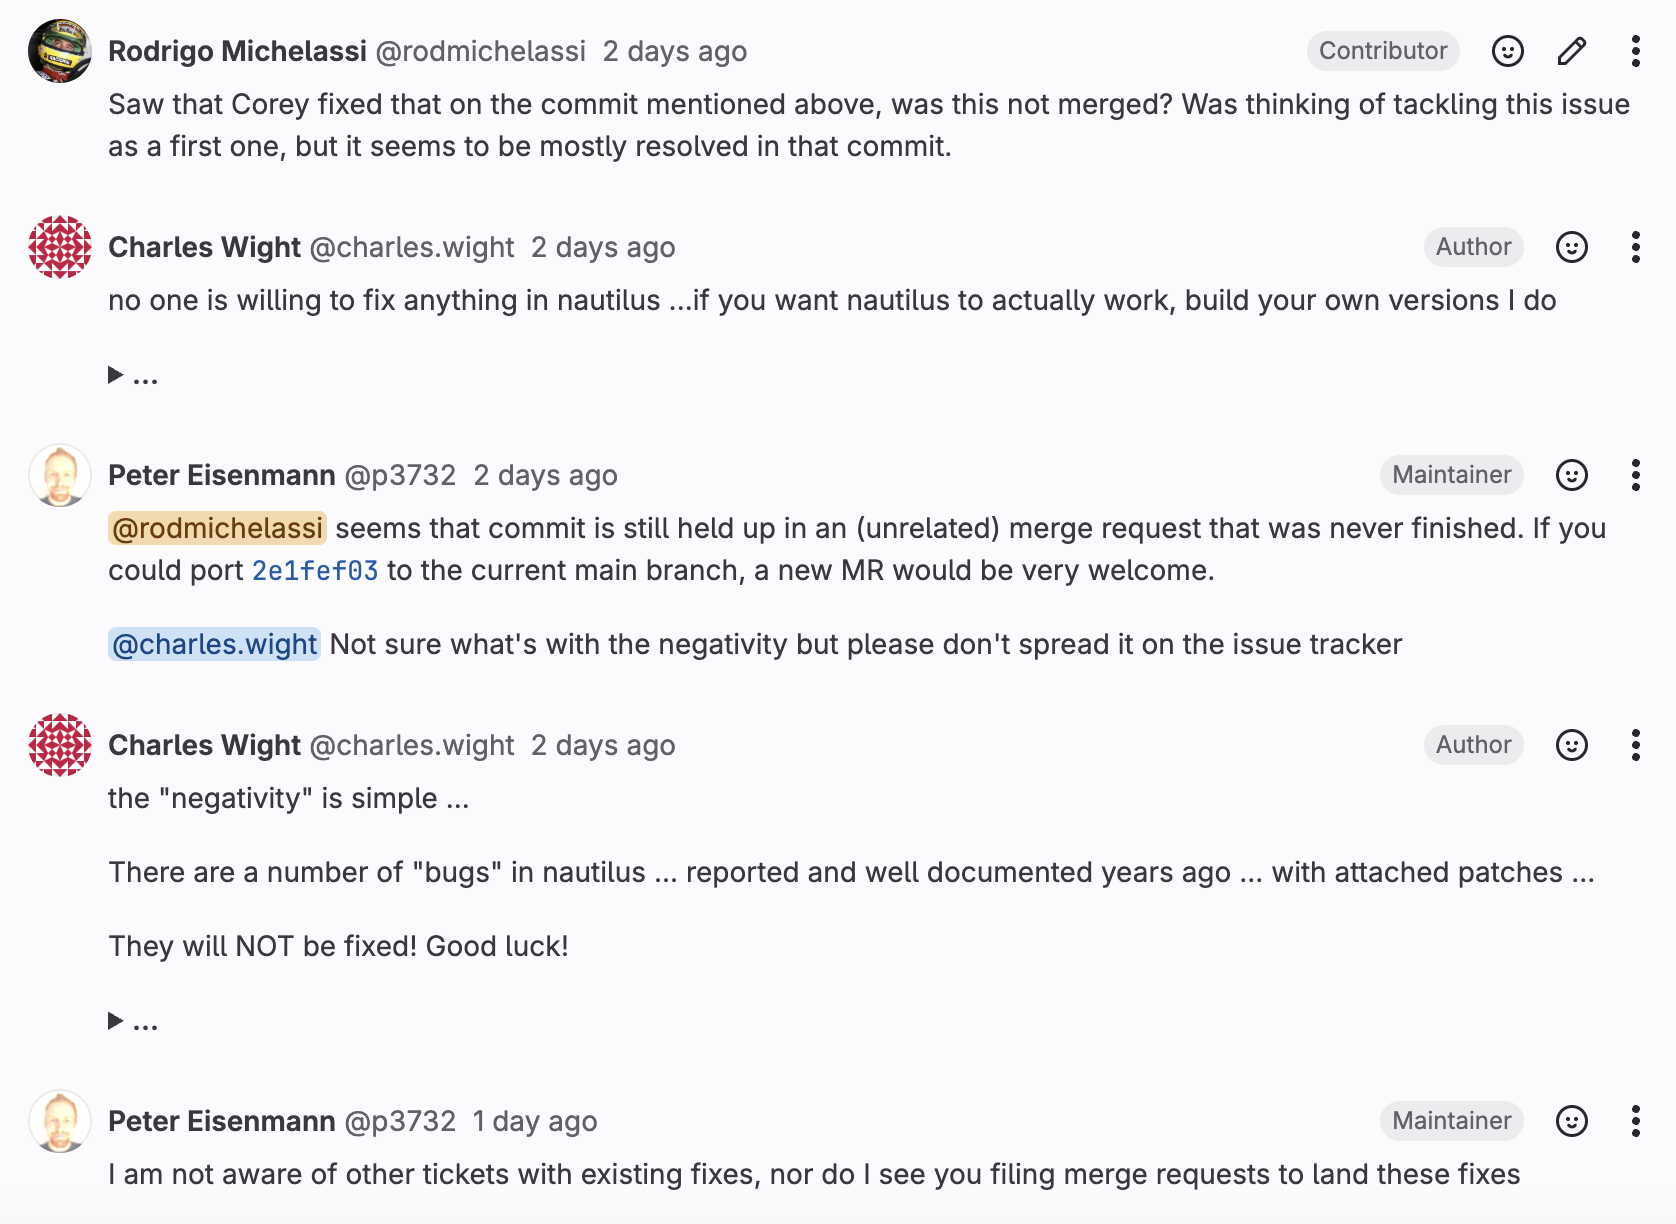 Rodrigo Michelassi @rodmichelassi 2 days ago Contributor
Saw that Corey fixed that on the commit mentioned above, was this not merged? Was thinking of tackling this issue
as a first one, but it seems to be mostly resolved in that commit.
Charles Wight @charles.wight 2 days ago Author
no one is willing to fix anything in nautilus ...if you want nautilus to actually work, build your own versions I do
...
Peter Eisenmann @p3732 2 days ago Maintainer
@rodmichelassi seems that commit is still held up in an (unrelated) merge request that was never finished. If you
could port 2e1fef03 to the current main branch, a new MR would be very welcome.
@charles.wight Not sure what's with the negativity but please don't spread it on the issue tracker
Charles Wight @charles.wight 2 days ago Author
the "negativity" is simple ...
There are a number of "bugs" in nautilus ... reported and well documented years ago ... with attached patches ...
They will NOT be fixed! Good luck!
...
Peter Eisenmann @p3732 1 day ago Maintainer
I am not aware of other tickets with existing fixes, nor do I see you filing merge requests to land these fixes